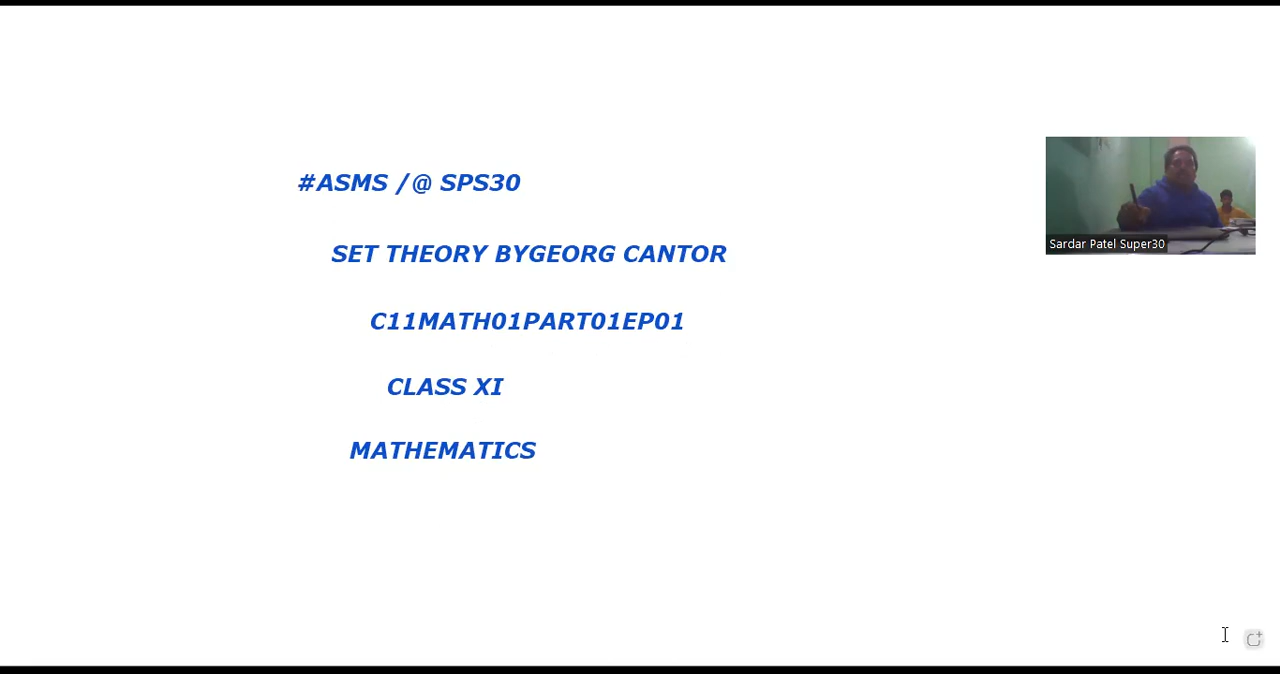 #ASMS /@ SPS30
SET THEORY BYGEORG CANTOR
C11MATH01PART01EP01
CLASS XI
MATHEMATICS
Sardar Patel Super30